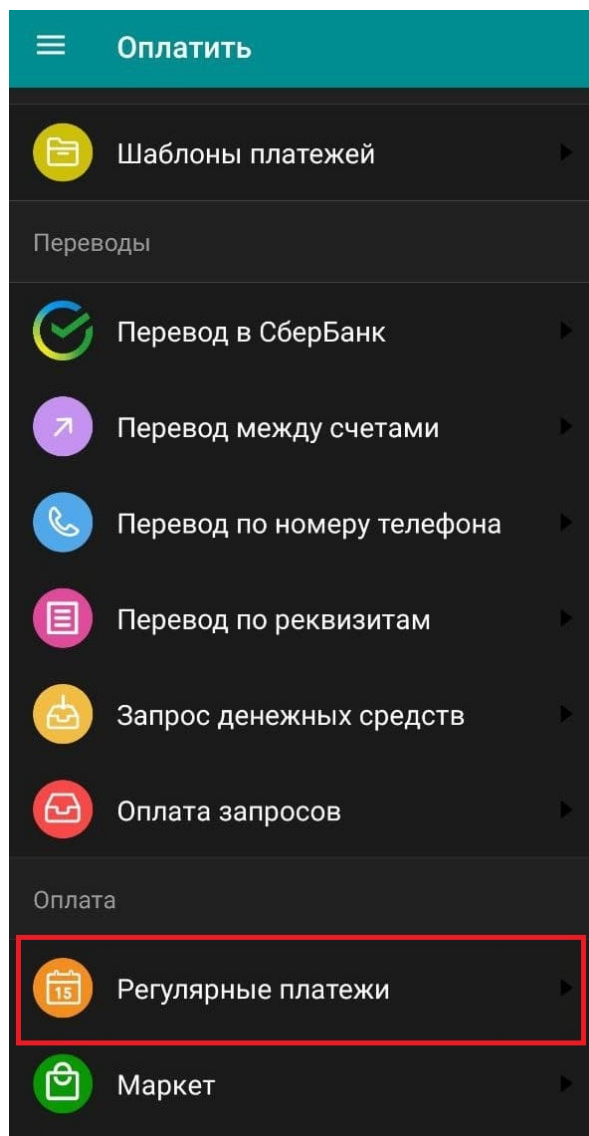 Оплатить
Шаблоны платежей
Переводы
Перевод в СберБанк
Перевод между счетами
Перевод по номеру телефона
Перевод по реквизитам
Запрос денежных средств
Оплата запросов
Оплата
15
Регулярные платежи
Маркет